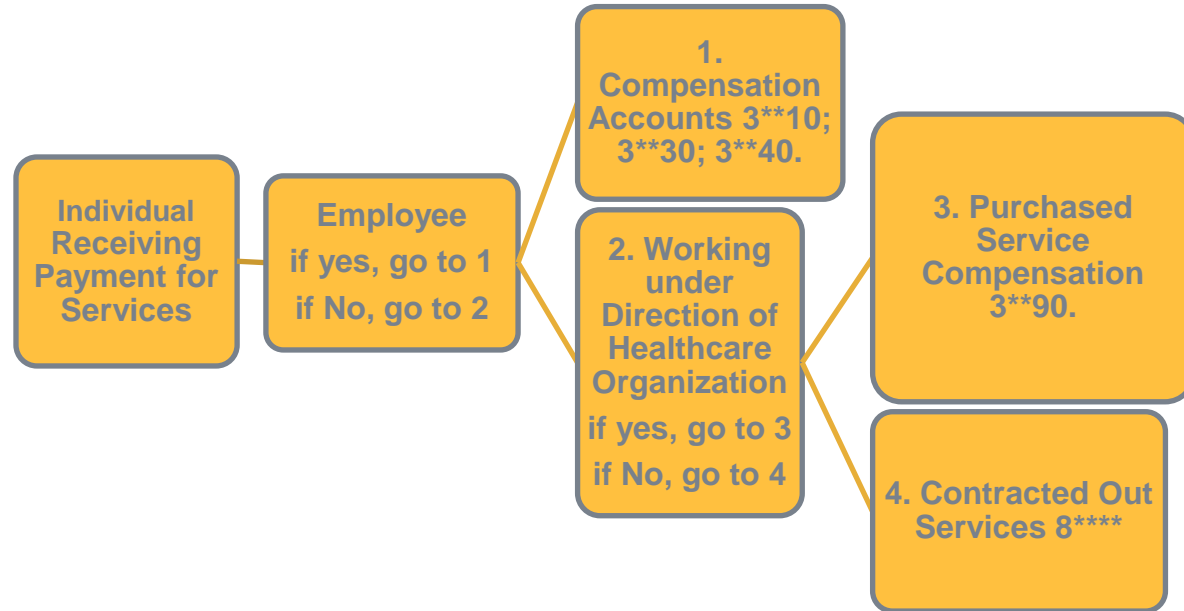 Individual
Receiving
Payment for
Services
Employee
if yes, go to 1
if No, go to 2
1.
Compensation
Accounts 3**10;
3**30; 3**40.
2. Working
under
Direction of
Healthcare
Organization
if yes, go to 3
if No, go to 4
3. Purchased
Service
Compensation
3**90.
4. Contracted Out
Services 8****